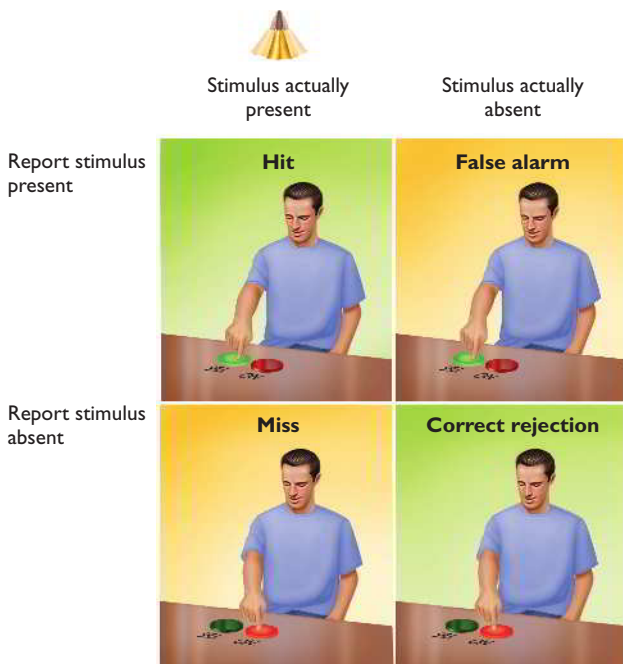 Stimulus actually
present
Stimulus actually
absent
Report stimulus
present
Hit
False alarm
Report stimulus
absent
Miss
Correct rejection